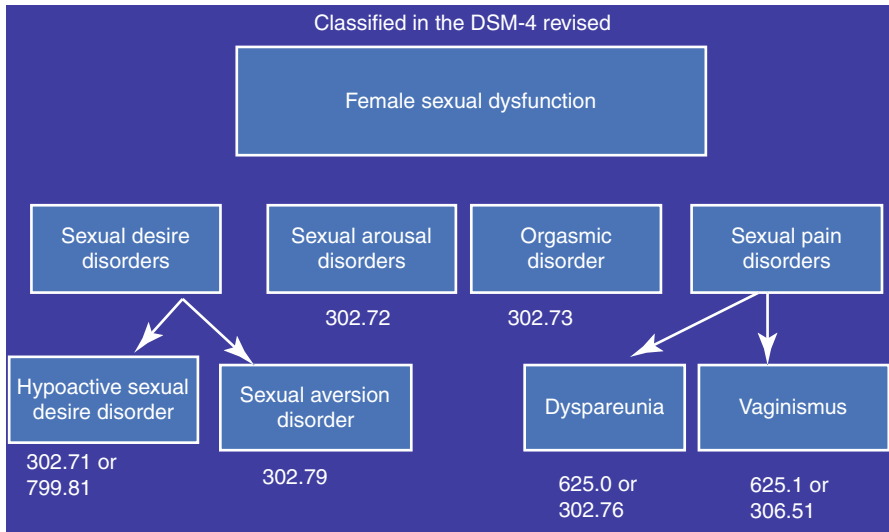 Classified in the DSM-4 revised
Female sexual dysfunction
Sexual desire
disorders
Sexual arousal
disorders
Orgasmic
disorder
Sexual pain
disorders
302.72
302.73
Hypoactive sexual
desire disorder
Sexual aversion
disorder
Dyspareunia
Vaginismus
302.71 or
799.81
302.79
625.0 or
302.76
625.1 or
306.51